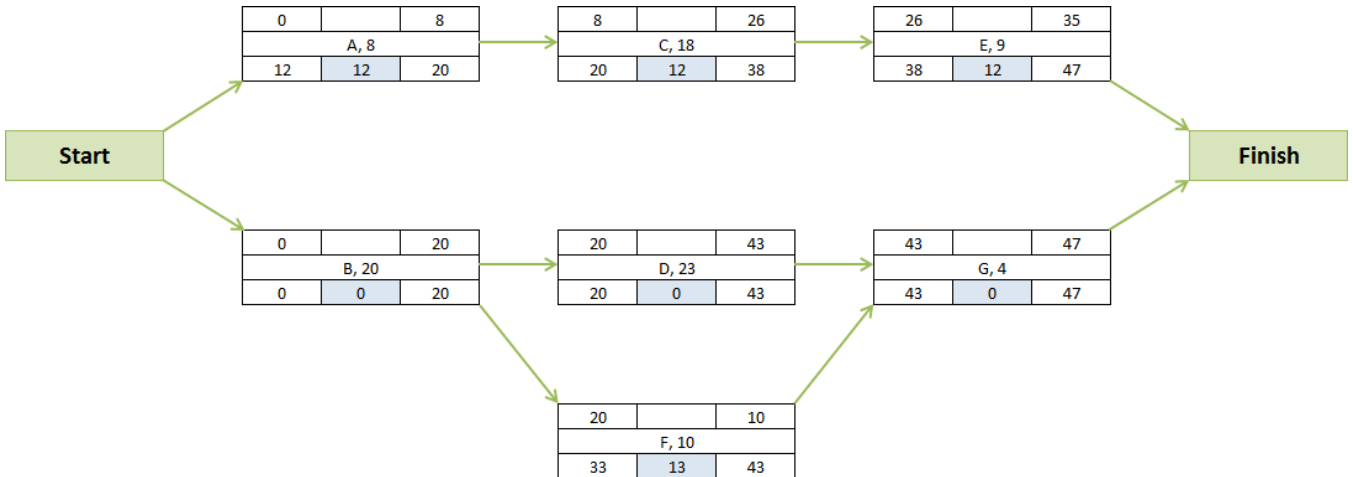 0 8 8 26 26 35
A, 8 C, 18 E, 9
12 12 20 20 12 38 38 12 47
Start Finish
0 20 20 43 43 47
B, 20 D, 23 G, 4
0 0 20 20 0 43 43 0 47
20 10
F, 10
33 13 43